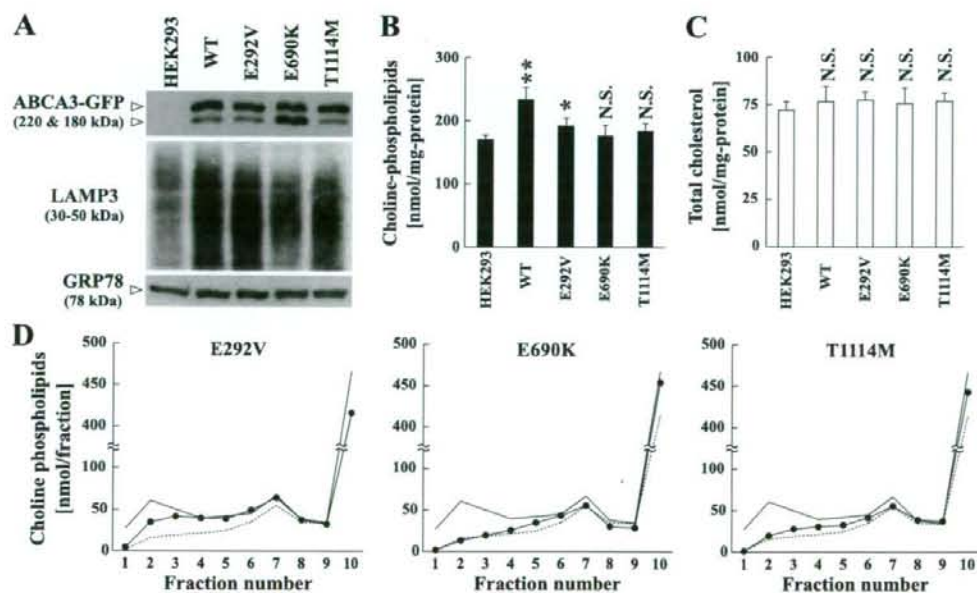 A
HEK293
WT
E292V
E690K
T1114M
ABCA3-GFP
(220 & 180 kDa)
LAMP3
(30-50 kDa)
GRP78
(78 kDa)
B
Choline-phospholipids
[nmol/mg-protein]
300
200
100
0
**
*
N.S.
N.S.
HEK293
WT
E292V
E690K
T1114M
C
Total cholesterol
[nmol/mg-protein]
100
75
50
25
0
N.S.
N.S.
N.S.
N.S.
HEK293
WT
E292V
E690K
T1114M
D
Choline phospholipids
[nmol/fraction]
E292V
500
450
400
100
50
0
1 2 3 4 5 6 7 8 9 10
Fraction number
E690K
500
450
400
100
50
0
1 2 3 4 5 6 7 8 9 10
Fraction number
T1114M
500
450
400
100
50
0
1 2 3 4 5 6 7 8 9 10
Fraction number